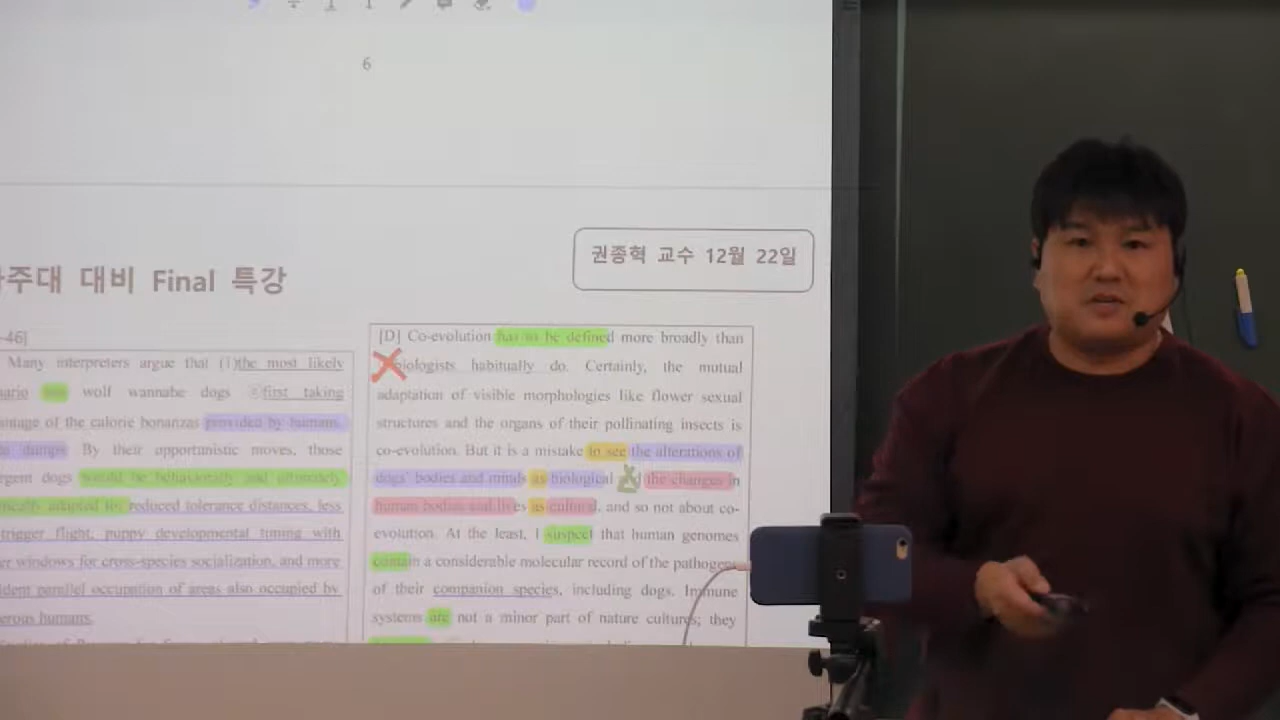 6
권종혁 교수 12월 22일
주대 대비 Final 특강
-46]
Many interpreters argue that (1)the most likely
wolf wannabe dogs ⓐfirst taking
of the calorie bonanzas provided by humans,
dumps By their opportunistic moves, those
dogs would be behaviorally and ultimately
adapted for reduced tolerance distances, less
trigger flight, puppy developmental timing with
windows for cross-species socialization, and more
parallel occupation of areas also occupied by
humans.
[D] Co-evolution has to be defined more broadly than
biologists habitually do. Certainly, the mutual
adaptation of visible morphologies like flower sexual
structures and the organs of their pollinating insects is
co-evolution. But it is a mistake to see the alterations of
dogs' bodies and minds as biological the changes in
human bodies and lives as cultural, and so not about co-
evolution. At the least, I suspect that human genomes
contain a considerable molecular record of the pathogens
of their companion species, including dogs. Immune
systems are not a minor part of nature cultures; they